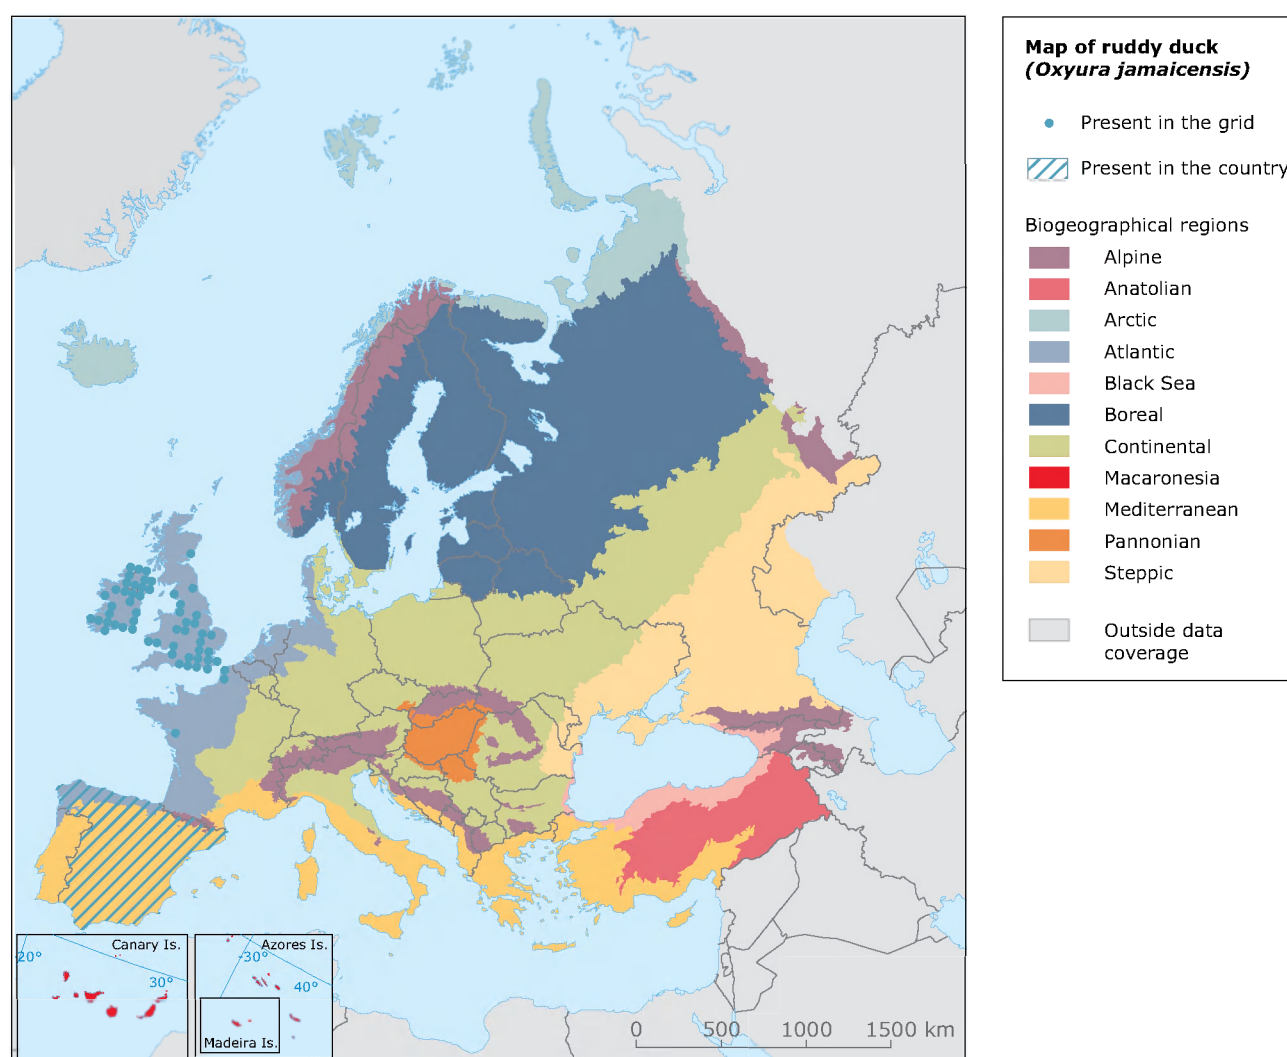 Map of ruddy duck
(Oxyura jamaicensis)
Present in the grid
Present in the country
Biogeographical regions
Alpine
Anatolian
Arctic
Atlantic
Black Sea
Boreal
Continental
Macaronesia
Mediterranean
Pannonian
Steppic
Outside data
coverage
Canary Is.
20°
30°
Azores Is.
-30°
40°
Madeira Is.
0 500 1000 1500 km